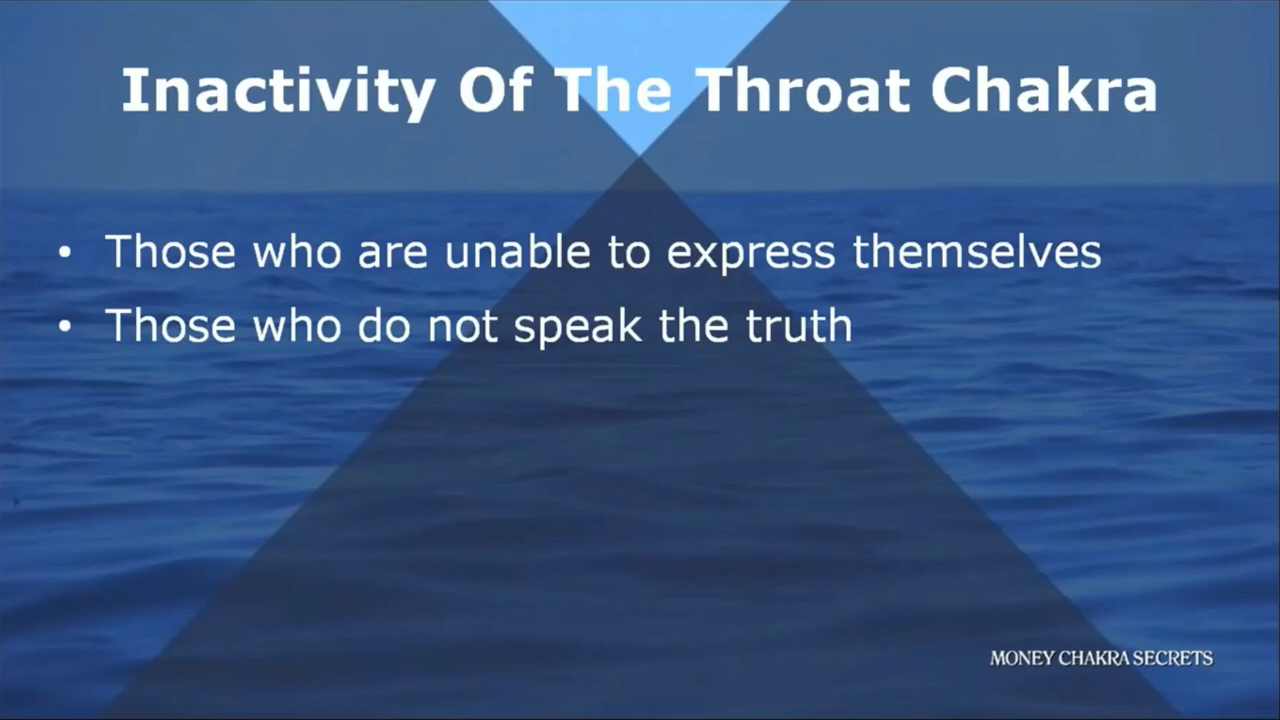 Inactivity Of The Throat Chakra
• Those who are unable to express themselves
• Those who do not speak the truth
MONEY CHAKRA SECRETS